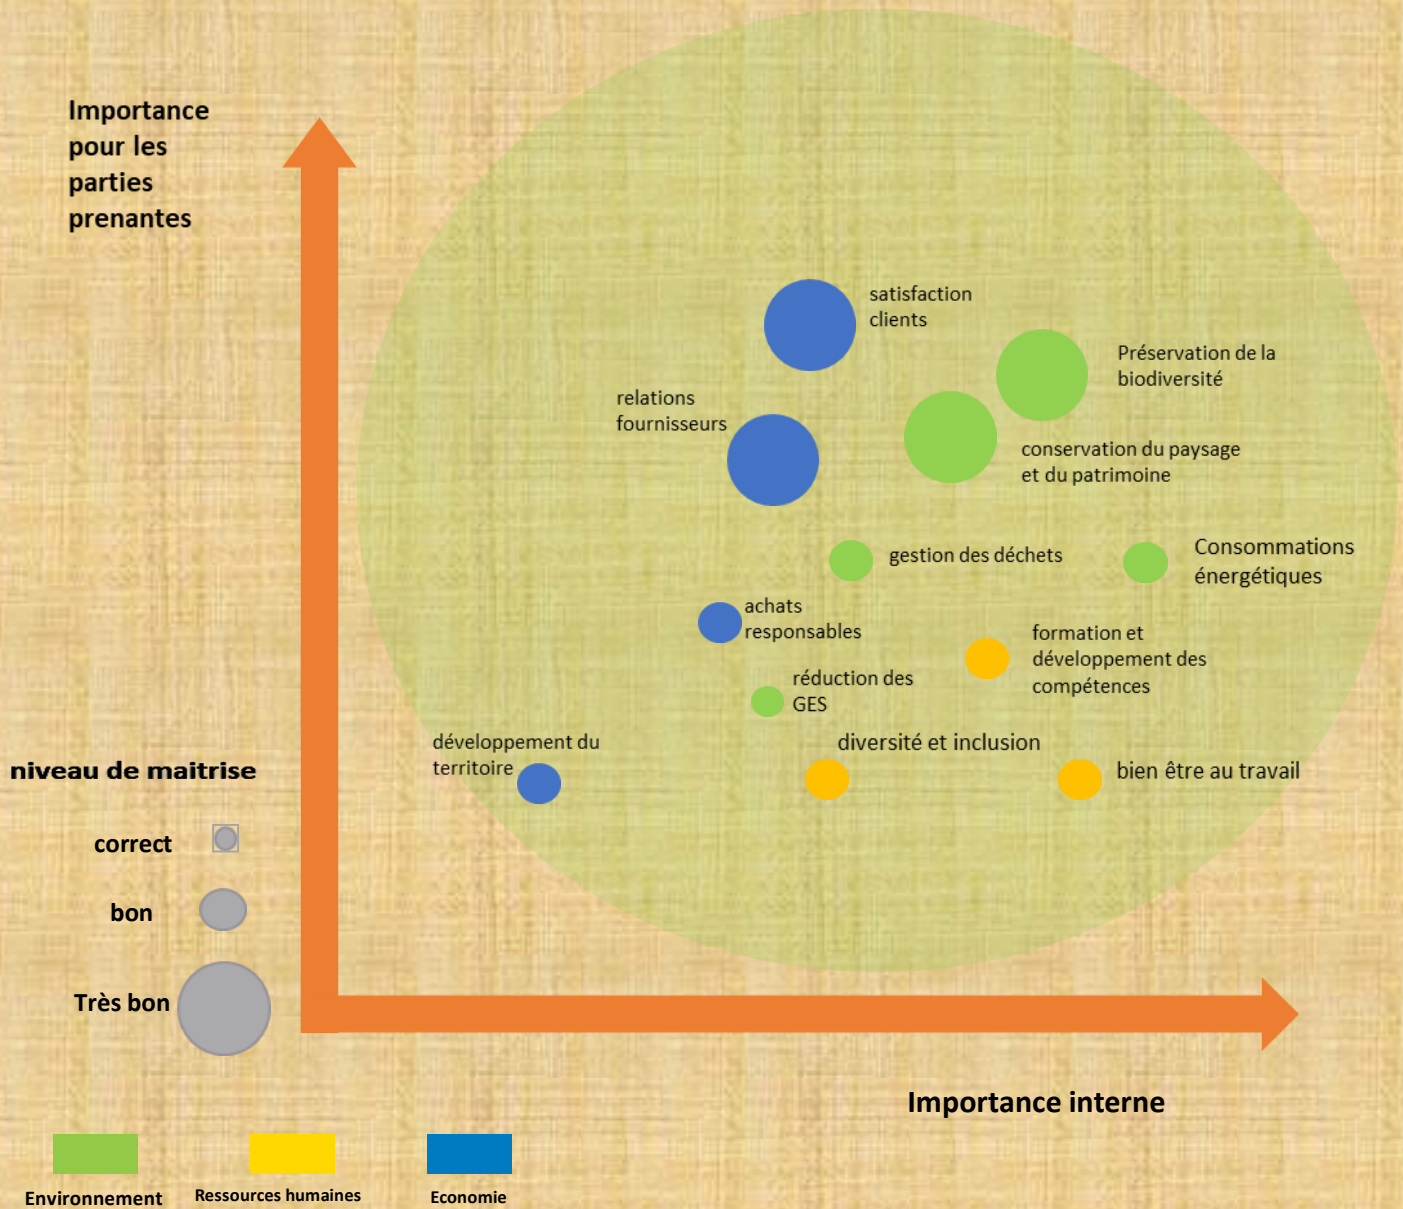 Importance
pour les
parties
prenantes
satisfaction
clients
Préservation de la
biodiversité
relations
fournisseurs
conservation du paysage
et du patrimoine
gestion des déchets
Consommations
énergétiques
achats
responsables
formation et
développement des
compétences
réduction des
GES
développement du
territoire
diversité et inclusion
bien être au travail
niveau de maitrise
correct
bon
Très bon
Importance interne
Environnement
Ressources humaines
Economie